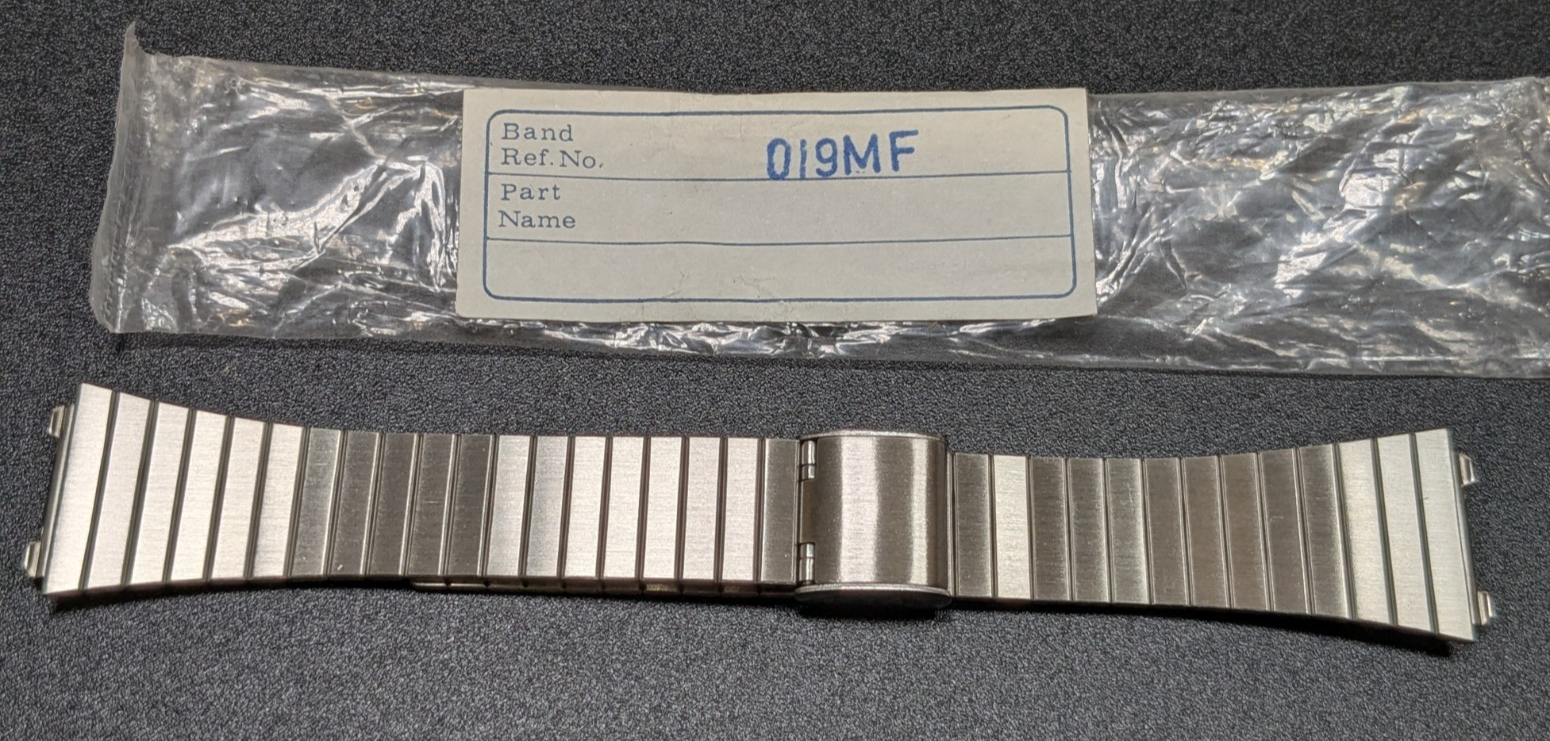 Band
Ref. No. 019MF
Part
Name